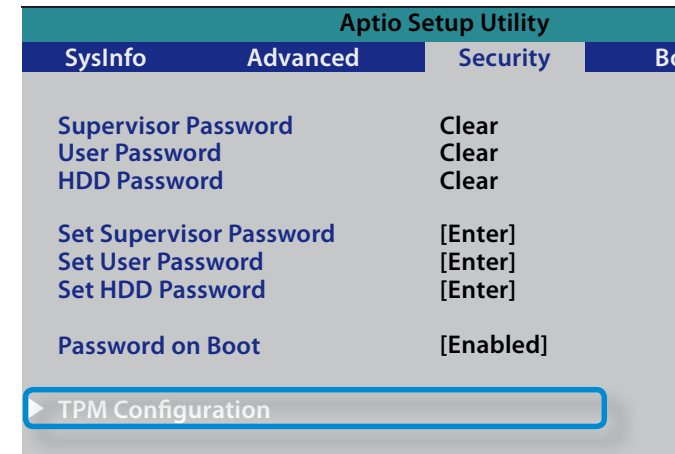 Aptio Setup Utility
SysInfo Advanced Security
Supervisor Password Clear
User Password Clear
HDD Password Clear
Set Supervisor Password [Enter]
Set User Password [Enter]
Set HDD Password [Enter]
Password on Boot [Enabled]
TPM Configuration